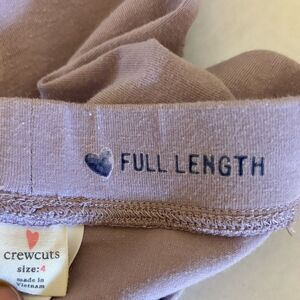 FULL LENGTH
crewcuts
size: 4
made in
Vietnam